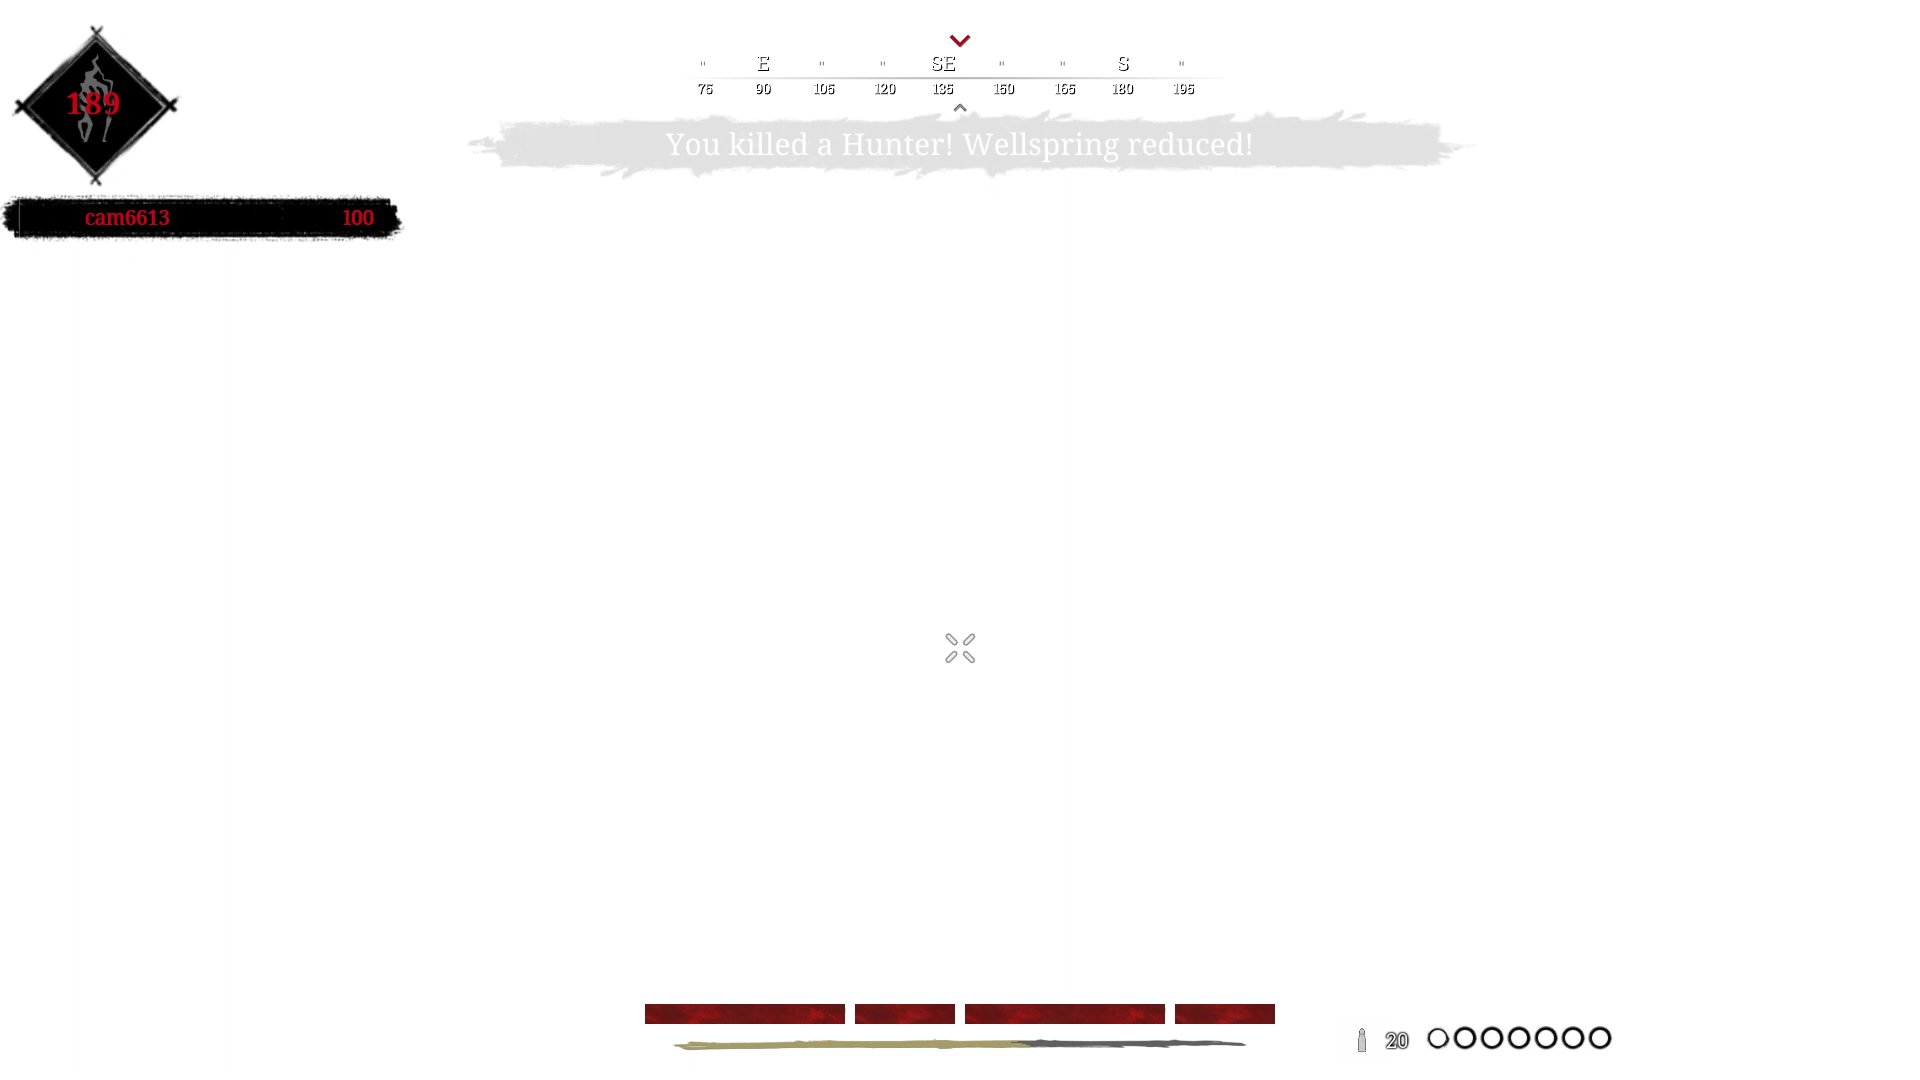 189
E SE S
75 90 105 120 135 150 165 180 195
You killed a Hunter! Wellspring reduced!
cam6613 100
20